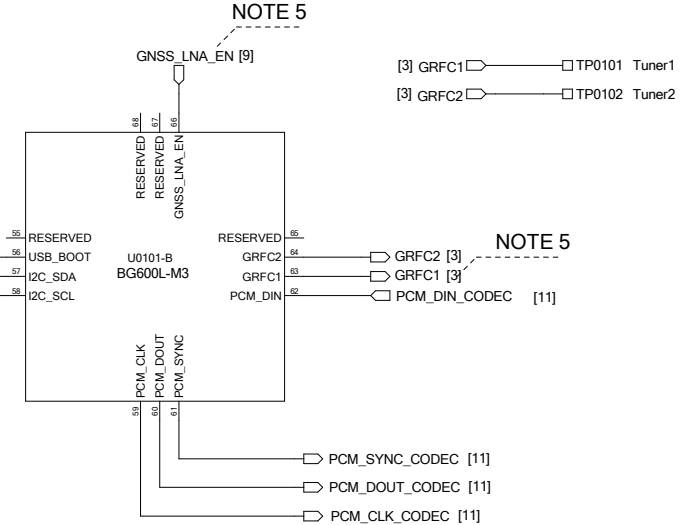 NOTE 5
GNSS_LNA_EN [9]
[3] GRFC1 TP0101 Tuner1
[3] GRFC2 TP0102 Tuner2
68 67 66
RESERVED RESERVED GNSS_LNA_EN
55 RESERVED RESERVED 65
NOTE 5
56 USB_BOOT U0101-B GRFC2 64 GRFC2 [3]
57 I2C_SDA BG600L-M3 GRFC1 63 GRFC1 [3]
58 I2C_SCL PCM_DIN 62 PCM_DIN_CODEC [11]
PCM_CLK PCM_DOUT PCM_SYNC
59 60 61
PCM_SYNC_CODEC [11]
PCM_DOUT_CODEC [11]
PCM_CLK_CODEC [11]